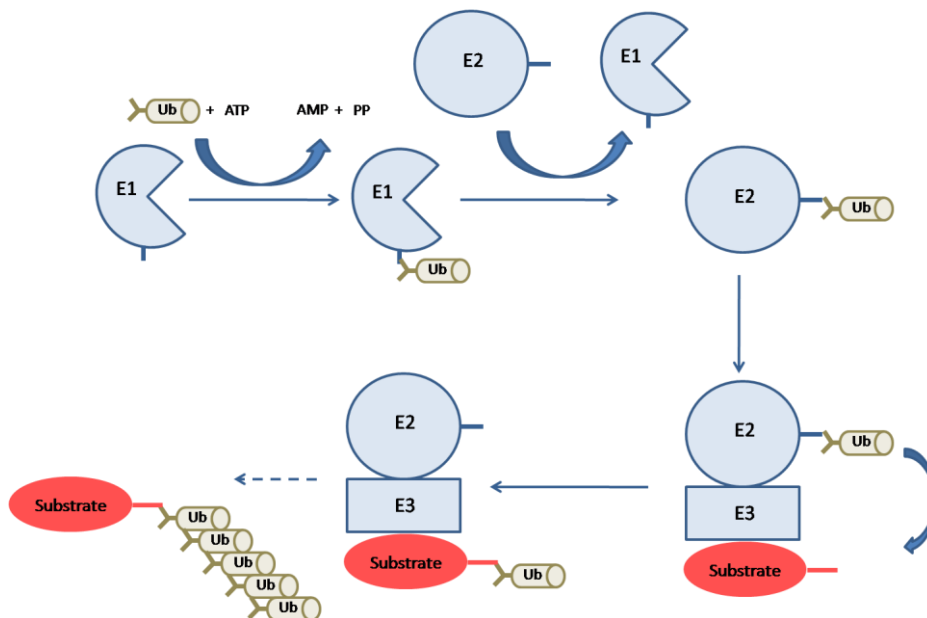 E2
E1
Ub + ATP
AMP + PP
E1
E1
Ub
E2
Ub
E2
Ub
E3
Substrate
E2
E3
Substrate
Ub
Substrate
Ub
Ub
Ub
Ub
Ub